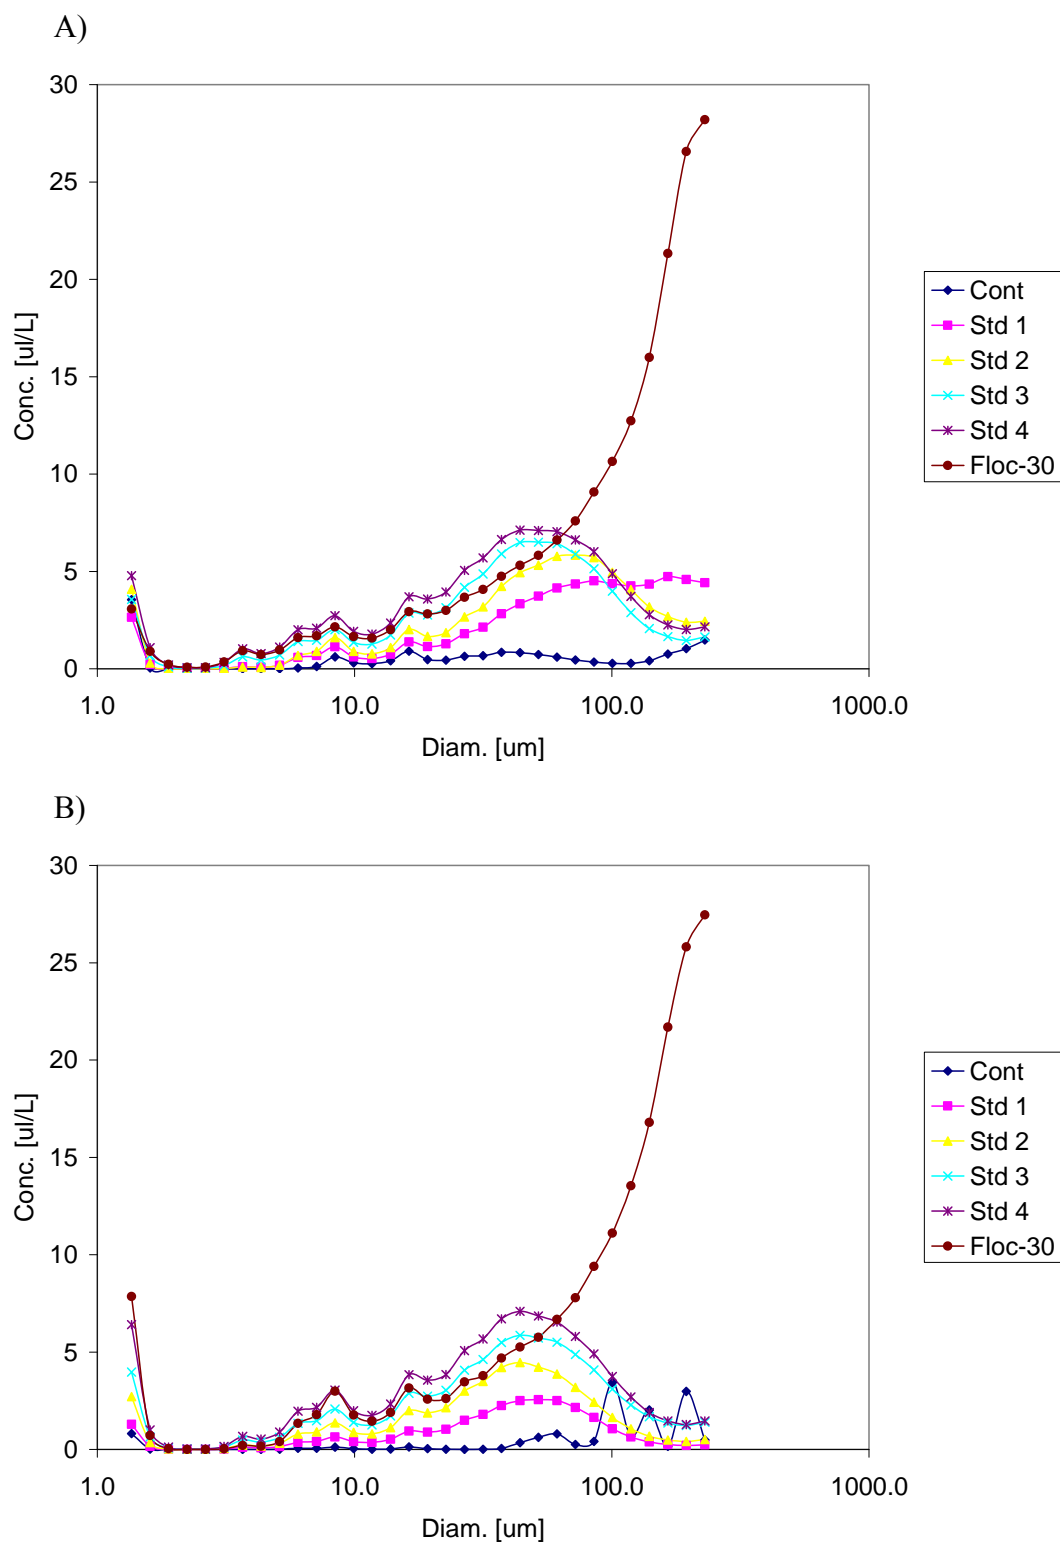 A)
30
25
20
15
10
5
0
Conc. [ul/L]
1.0 10.0 100.0 1000.0
Diam. [um]
Cont
Std 1
Std 2
Std 3
Std 4
Floc-30
B)
30
25
20
15
10
5
0
Conc. [ul/L]
1.0 10.0 100.0 1000.0
Diam. [um]
Cont
Std 1
Std 2
Std 3
Std 4
Floc-30